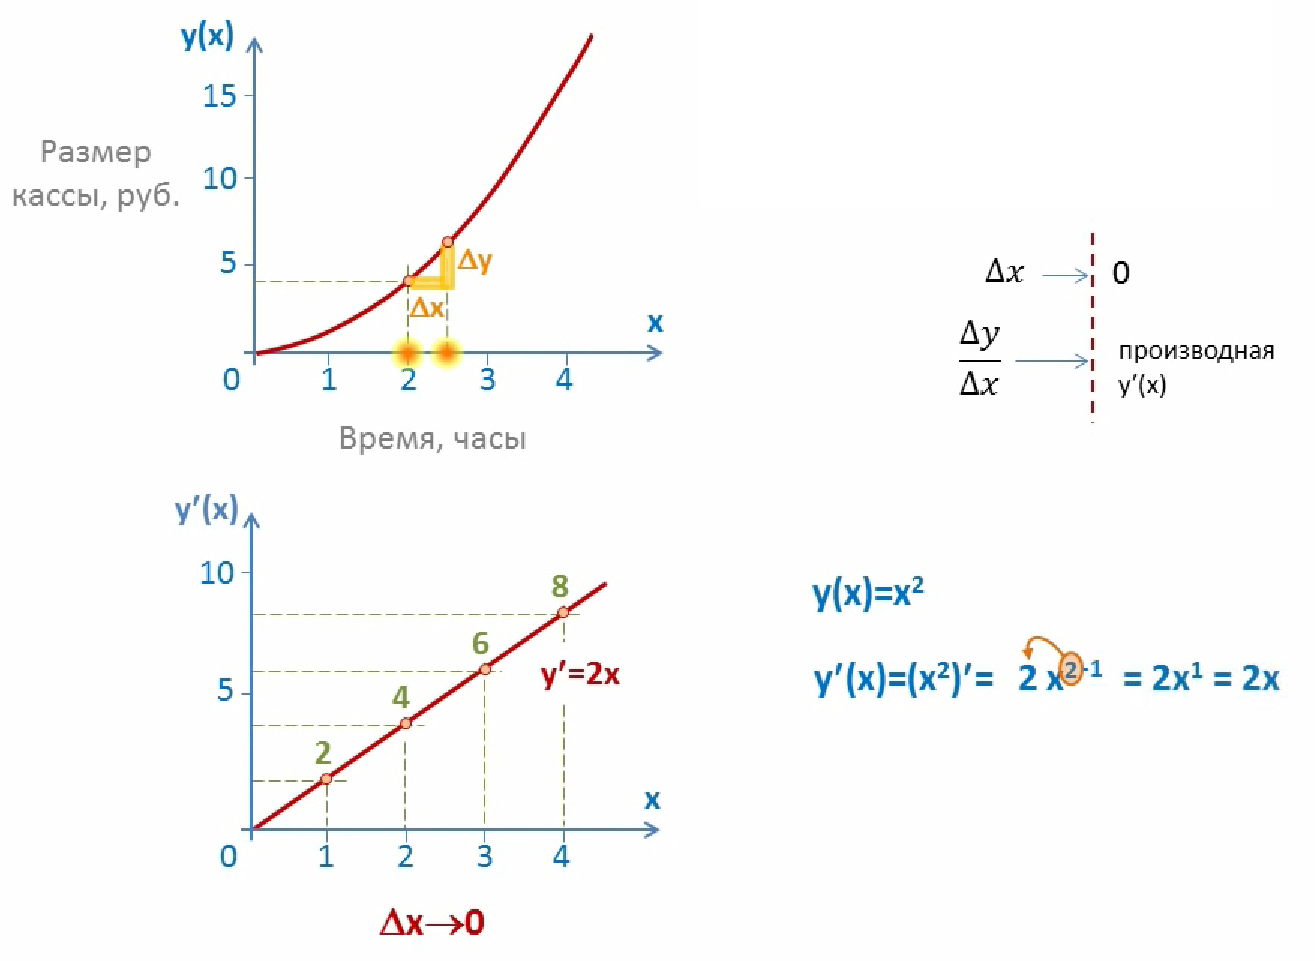 y(x)
15
Размер
кассы, руб.
10
5
Δy
Δx
x
0
1
2
3
4
Время, часы
Δx → 0
Δy
Δx
производная
y′(x)
y′(x)
10
8
6
y′=2x
5
4
2
x
0
1
2
3
4
Δx→0
y(x)=x²
y′(x)=(x²)′= 2 x²⁻¹ = 2x¹ = 2x